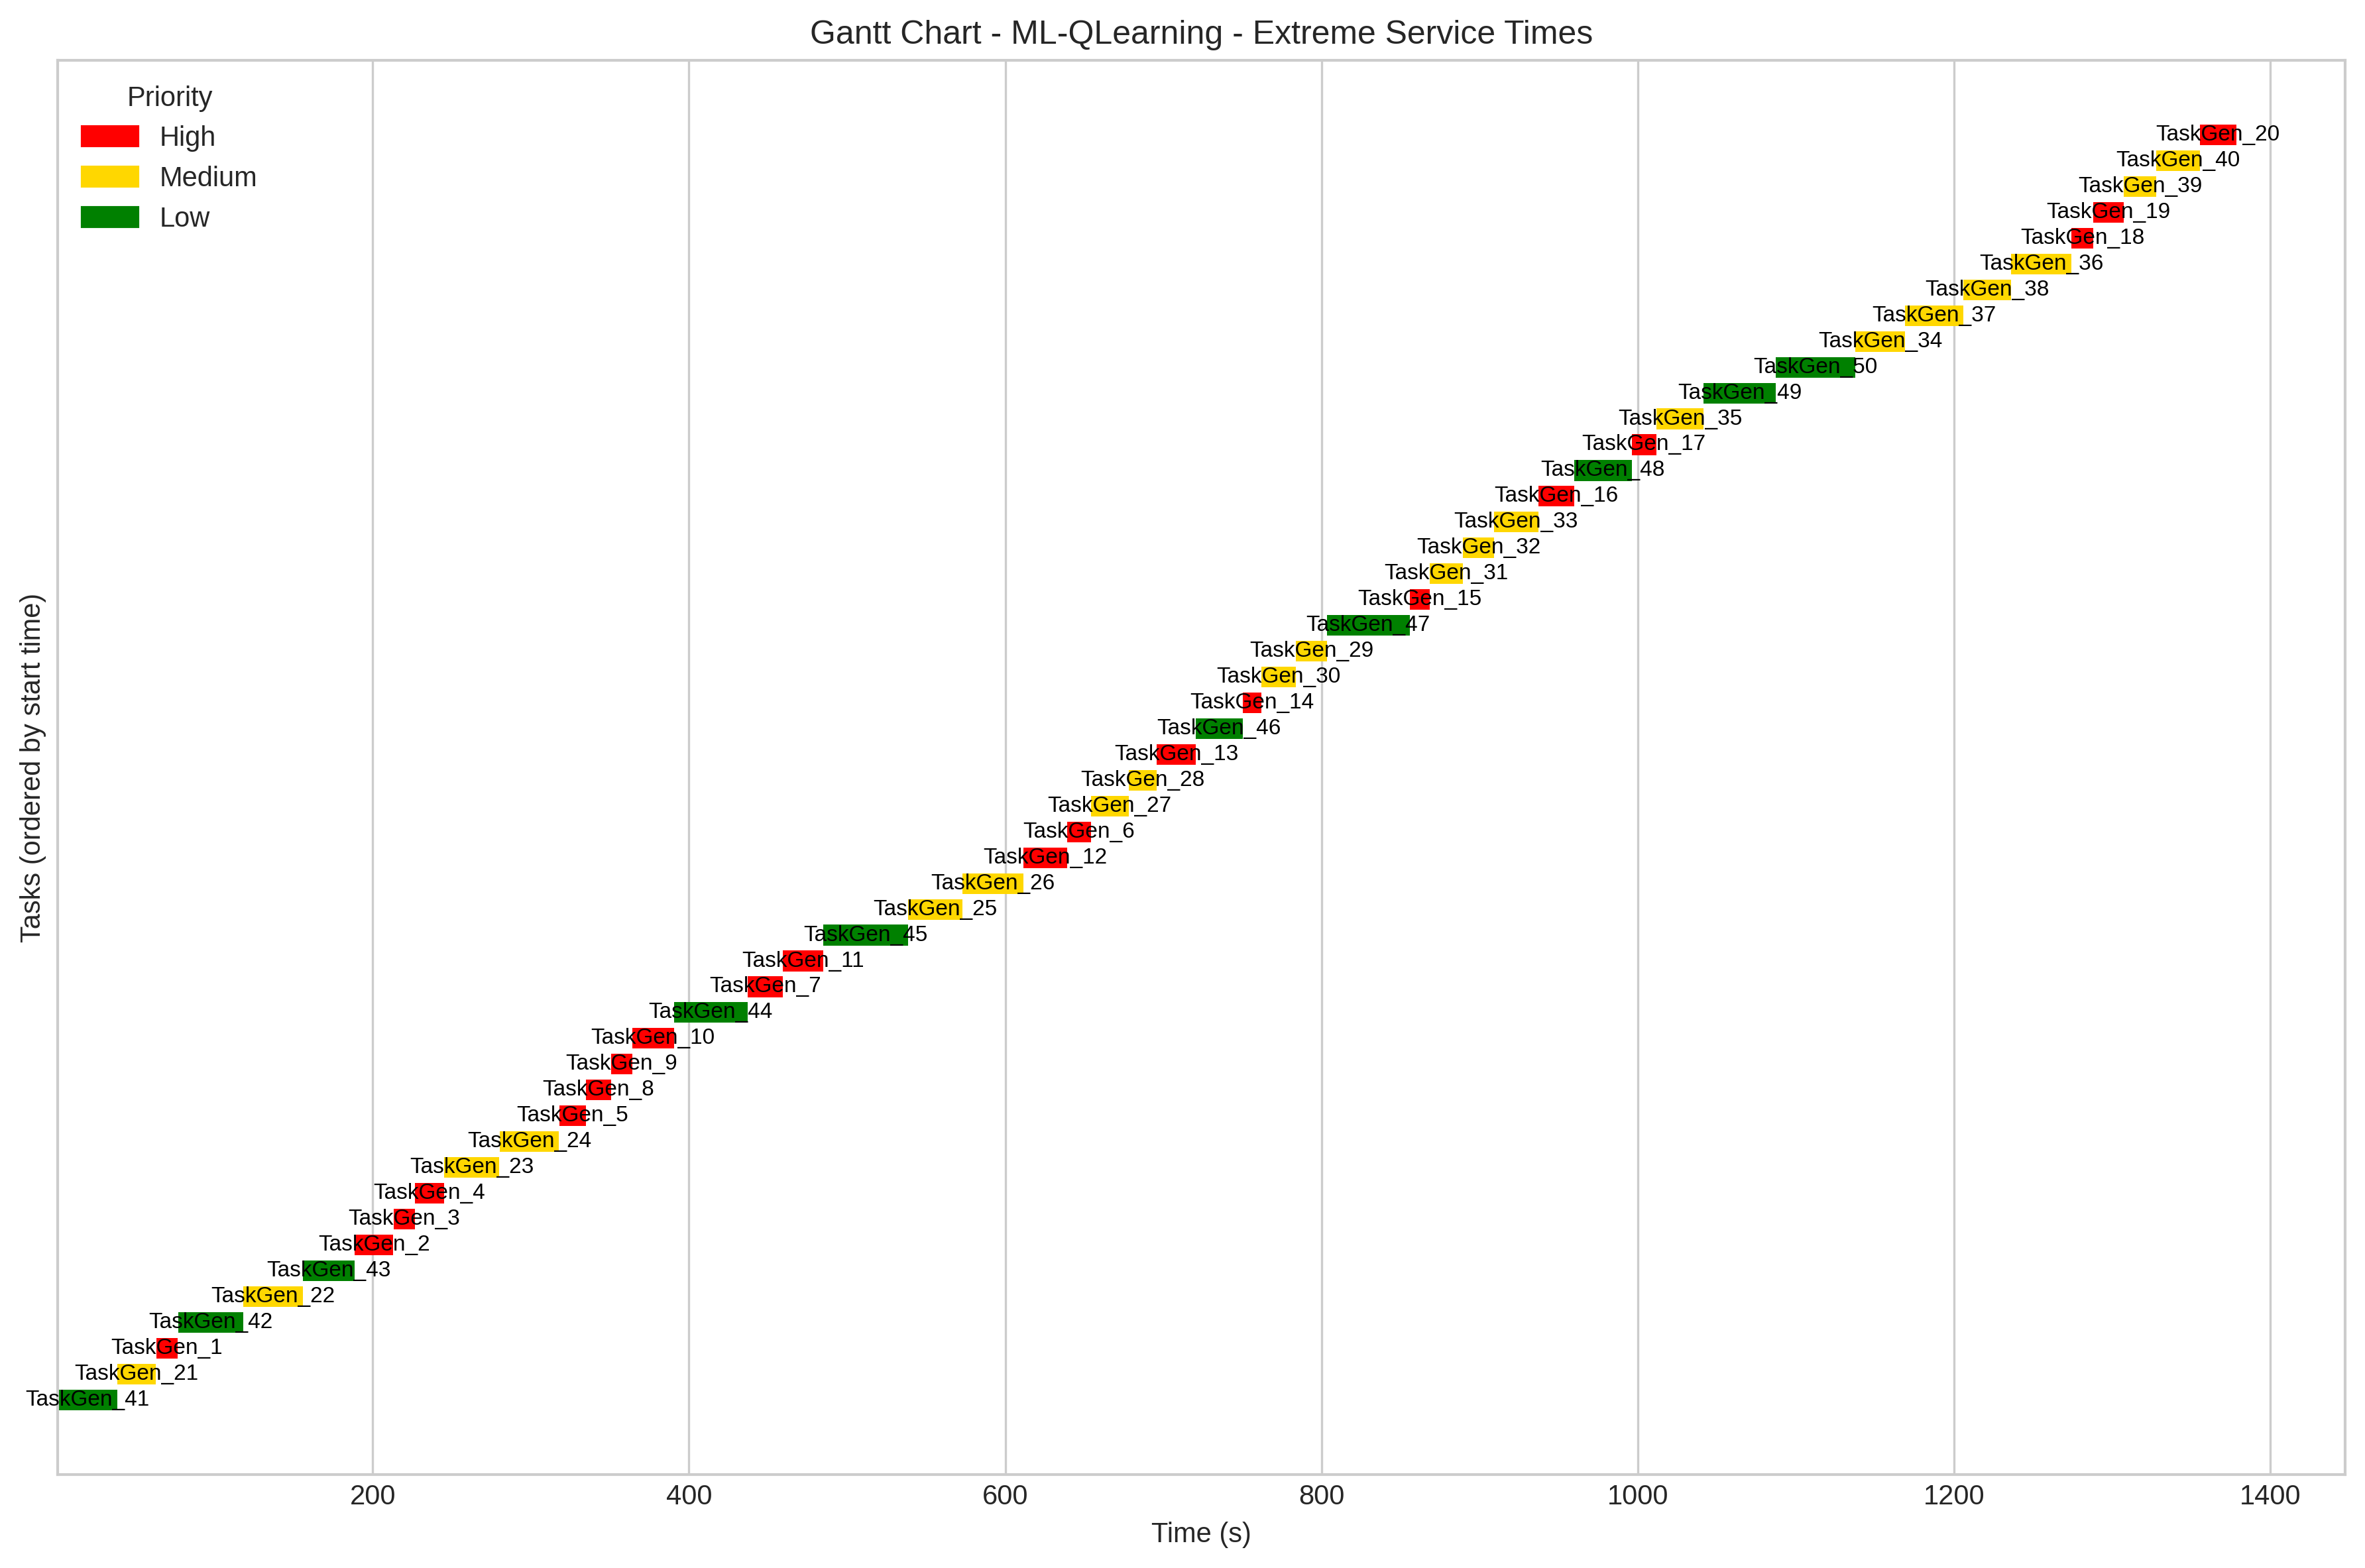 Gantt Chart - ML-QLearning - Extreme Service Times
Priority
High
Medium
Low
TaskGen_20
TaskGen_40
TaskGen_39
TaskGen_19
TaskGen_18
TaskGen_36
TaskGen_38
TaskGen_37
TaskGen_34
TaskGen_50
TaskGen_49
TaskGen_35
TaskGen_17
TaskGen_48
TaskGen_16
TaskGen_33
TaskGen_32
TaskGen_31
TaskGen_15
TaskGen_47
TaskGen_29
TaskGen_30
TaskGen_14
TaskGen_46
TaskGen_13
TaskGen_28
TaskGen_27
TaskGen_6
TaskGen_12
TaskGen_26
TaskGen_25
TaskGen_45
TaskGen_11
TaskGen_7
TaskGen_44
TaskGen_10
TaskGen_9
TaskGen_8
TaskGen_5
TaskGen_24
TaskGen_23
TaskGen_4
TaskGen_3
TaskGen_2
TaskGen_43
TaskGen_22
TaskGen_42
TaskGen_1
TaskGen_21
TaskGen_41
Tasks (ordered by start time)
200 400 600 800 1000 1200 1400
Time (s)